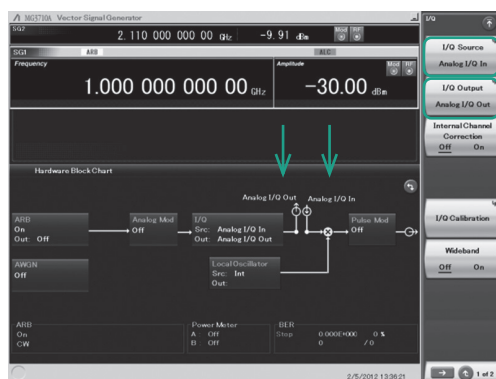 MG3710A Vector Signal Generator
SG2
2. 110 000 000 00 GHz
-9. 91 dBm
Mod RF
SG1
ARB
ALC
Frequency
1.000 000 000 00 GHz
Amplitude
-30.00 dBm
Mod RF
Hardware Block Chart
Analog I/Q Out Analog I/Q In
ARB
On
Out: Off
Analog Mod
Off
I/Q
Src: Analog I/Q In
Out: Analog I/Q Out
Pulse Mod
Off
AWGN
Off
Local Oscillator
Src: Int
Out:
ARB
On
CW
Power Meter
A Off
B Off
BER
Stop 0.000E+000 0 %
0 / 0
2/5/2012 13:36:21
I/Q
I/Q Source
Analog I/Q In
I/Q Output
Analog I/Q Out
Internal Channel
Correction
Off On
I/Q Calibration
Wideband
Off On
1 of 2